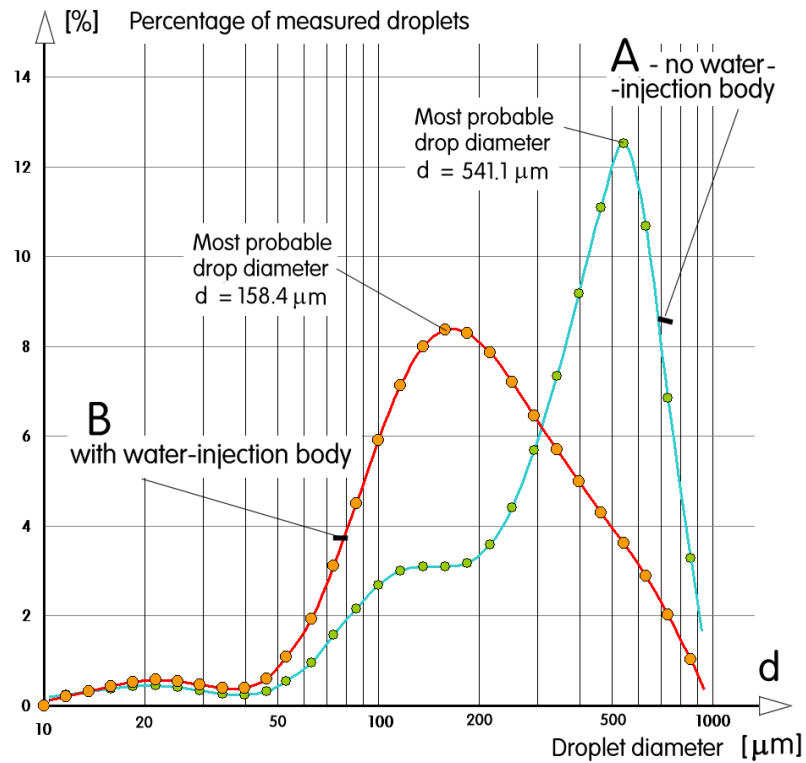 [%] Percentage of measured droplets
A - no water-
-injection body
Most probable
drop diameter
d = 541.1 μm
Most probable
drop diameter
d = 158.4 μm
B
with water-injection body
14
12
10
8
6
4
2
0
10 20 50 100 200 500 1000
d
Droplet diameter [μm]